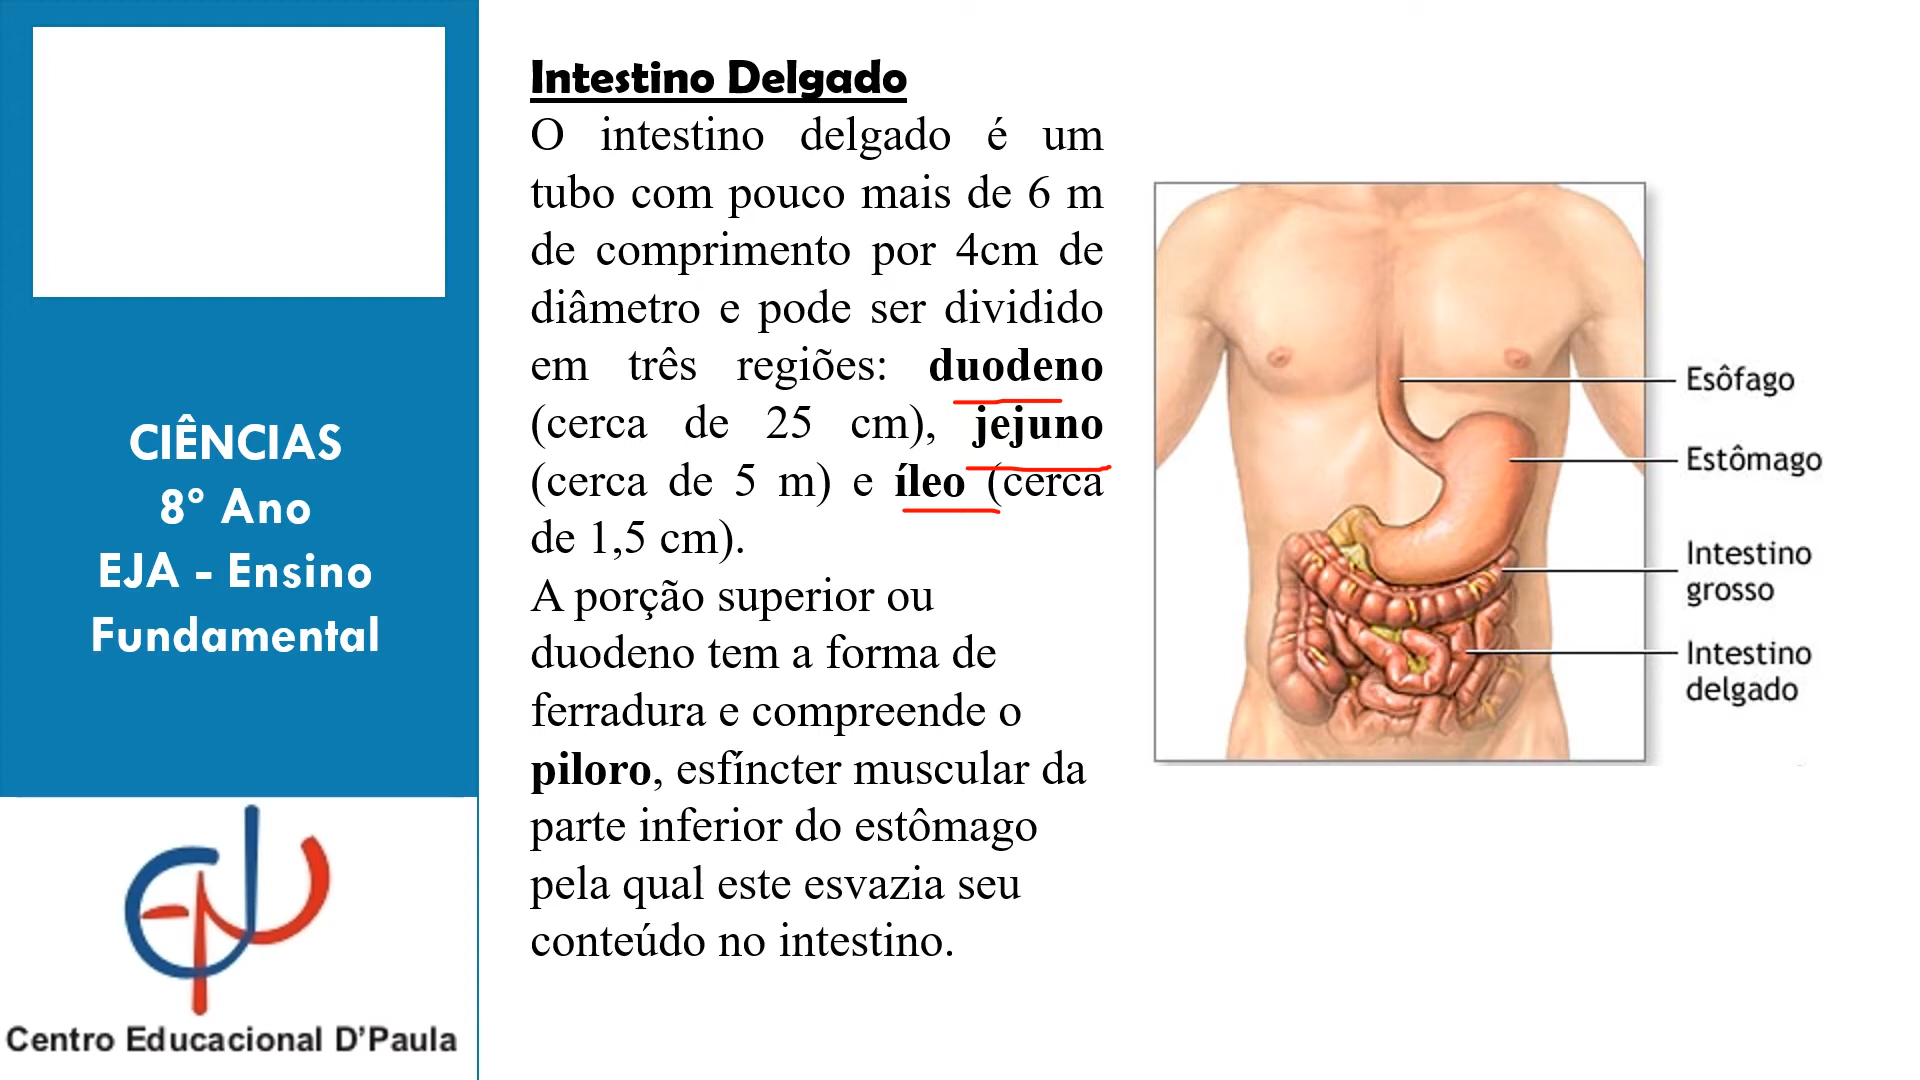 CIÊNCIAS
8° Ano
EJA - Ensino
Fundamental
Centro Educacional D'Paula
Intestino Delgado
O intestino delgado é um
tubo com pouco mais de 6 m
de comprimento por 4cm de
diâmetro e pode ser dividido
em três regiões: duodeno
(cerca de 25 cm), jejuno
(cerca de 5 m) e íleo (cerca
de 1,5 cm).
A porção superior ou
duodeno tem a forma de
ferradura e compreende o
piloro, esfíncter muscular da
parte inferior do estômago
pela qual este esvazia seu
conteúdo no intestino.
Esôfago
Estômago
Intestino
grosso
Intestino
delgado